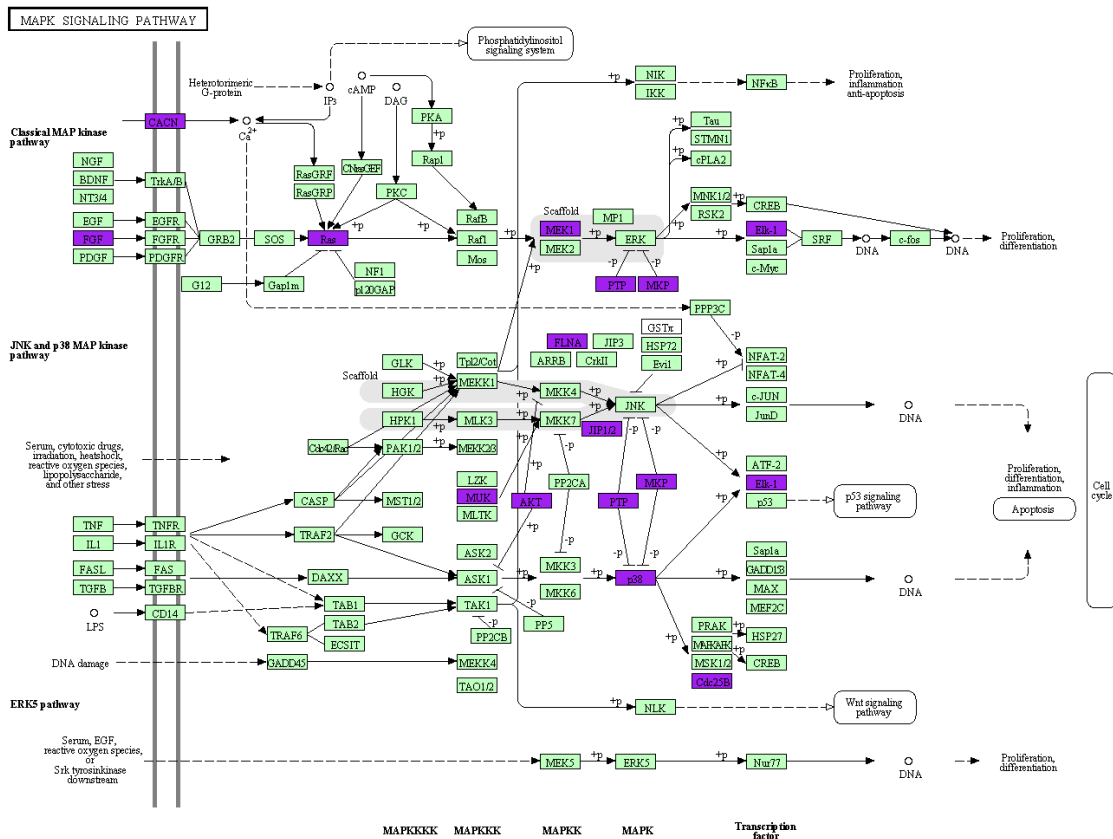 MAPK SIGNALING PATHWAY
Phosphatidylinositol
signaling system
Heterotrimeric
G-protein
IP3
cAMP
DAG
PKA
+p
NIK
IKK
+p
NFκB
Proliferation,
inflammation
anti-apoptosis
CACN
Ca2+
Classical MAP kinase
pathway
RasGRF
RasGRP
CNrasGEF
PKC
Rap1
Tau
STMN1
cPLA2
+p
+p
NGF
BDNF
NT3/4
TrkA/B
EGF
EGFR
FGF
FGFR
PDGF
PDGFR
GRB2
SOS
Ras
+p
+p
RafB
Raf1
Mos
+p
Scaffold
MEK1
MEK2
MP1
+p
ERK
+p
+p
MNK1/2
RSK2
+p
CREB
Elk-1
Sap1a
c-Myc
SRF
DNA
c-fos
DNA
Proliferation,
differentiation
G12
Gap1m
NF1
p120GAP
+p
-p
-p
PTP
MKP
PPP3C
-p
JNK and p38 MAP kinase
pathway
FLNA
JIP3
ARRB
CrkII
GSTπ
HSP72
Evi1
NFAT-2
NFAT-4
+p
GLK
HGK
HPK1
Scaffold
+p
+p
+p
Tpl2/Cot
MEKK1
MLK3
MEKK2/3
+p
+p
MKK4
MKK7
+p
+p
JNK
JIP1/2
+p
c-JUN
JunD
DNA
Cdc42/Rac
PAK1/2
+p
Serum, cytotoxic drugs,
irradiation, heatshock,
reactive oxygen species,
lipopolysaccharide,
and other stress
LZK
MUK
MLTK
+p
AKT
+p
PP2CA
-p
-p
-p
-p
PTP
MKP
-p
-p
+p
ATF-2
Elk-1
p53
p53 signaling
pathway
Proliferation,
differentiation,
inflammation
Apoptosis
Cell
cycle
CASP
MST1/2
TNF
TNFR
IL1
IL1R
TRAF2
GCK
FASL
FAS
TGFB
TGFBR
DAXX
ASK2
ASK1
+p
MKK3
MKK6
+p
p38
+p
+p
Sap1a
GADD153
MAX
MEF2C
DNA
LPS
CD14
TAB1
TAB2
ECSIT
TRAF6
TAK1
-p
PP2CB
-p
PP5
+p
PRAK
MAPKAPK
MSK1/2
Cdc25B
+p
+p
HSP27
CREB
DNA damage
GADD45
MEKK4
TAO1/2
ERK5 pathway
+p
NLK
Wnt signaling
pathway
Serum, EGF,
reactive oxygen species,
or
Srk tyrosinkinase
downstream
MEK5
+p
ERK5
+p
Nur77
DNA
Proliferation,
differentiation
MAPKKKK
MAPKKK
MAPKK
MAPK
Transcription
factor